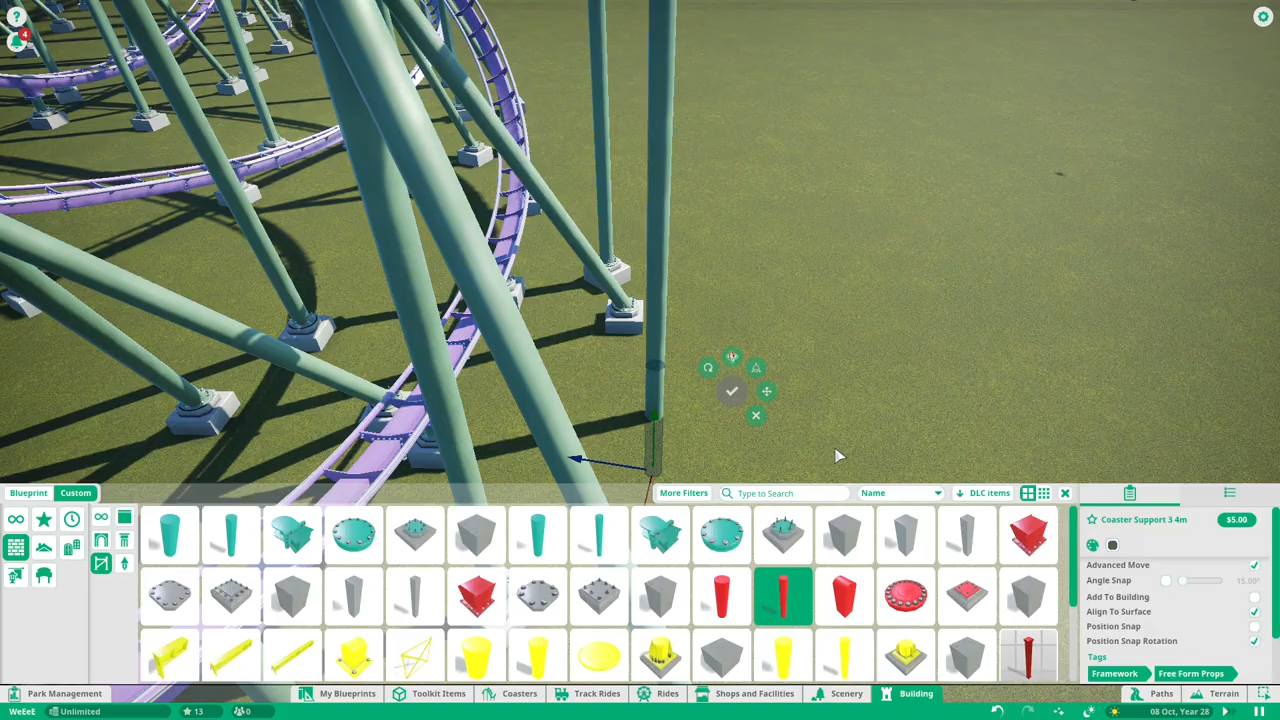 ?
4
Blueprint
Custom
More Filters
Type to Search
Name
DLC items
Coaster Support 3 4m
$5.00
Advanced Move
Angle Snap
15.00°
Add To Building
Align To Surface
Position Snap
Position Snap Rotation
Tags
Framework
Free Form Props
Park Management
My Blueprints
Toolkit Items
Coasters
Track Rides
Rides
Shops and Facilities
Scenery
Building
Paths
Terrain
WeEeE
Unlimited
13
0
08 Oct, Year 28